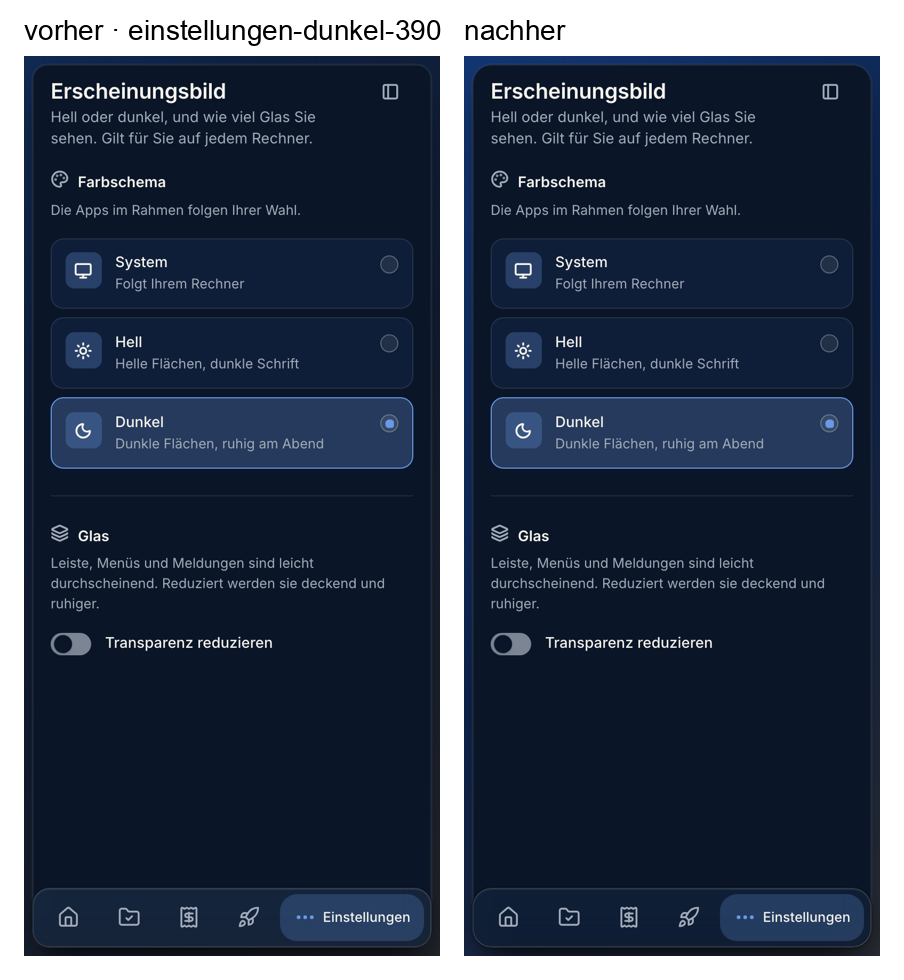 vorher · einstellungen-dunkel-390
nachher
Erscheinungsbild
Hell oder dunkel, und wie viel Glas Sie
sehen. Gilt für Sie auf jedem Rechner.
Farbschema
Die Apps im Rahmen folgen Ihrer Wahl.
System
Folgt Ihrem Rechner
Hell
Helle Flächen, dunkle Schrift
Dunkel
Dunkle Flächen, ruhig am Abend
Glas
Leiste, Menüs und Meldungen sind leicht
durchscheinend. Reduziert werden sie deckend und
ruhiger.
Transparenz reduzieren
Einstellungen
Erscheinungsbild
Hell oder dunkel, und wie viel Glas Sie
sehen. Gilt für Sie auf jedem Rechner.
Farbschema
Die Apps im Rahmen folgen Ihrer Wahl.
System
Folgt Ihrem Rechner
Hell
Helle Flächen, dunkle Schrift
Dunkel
Dunkle Flächen, ruhig am Abend
Glas
Leiste, Menüs und Meldungen sind leicht
durchscheinend. Reduziert werden sie deckend und
ruhiger.
Transparenz reduzieren
Einstellungen